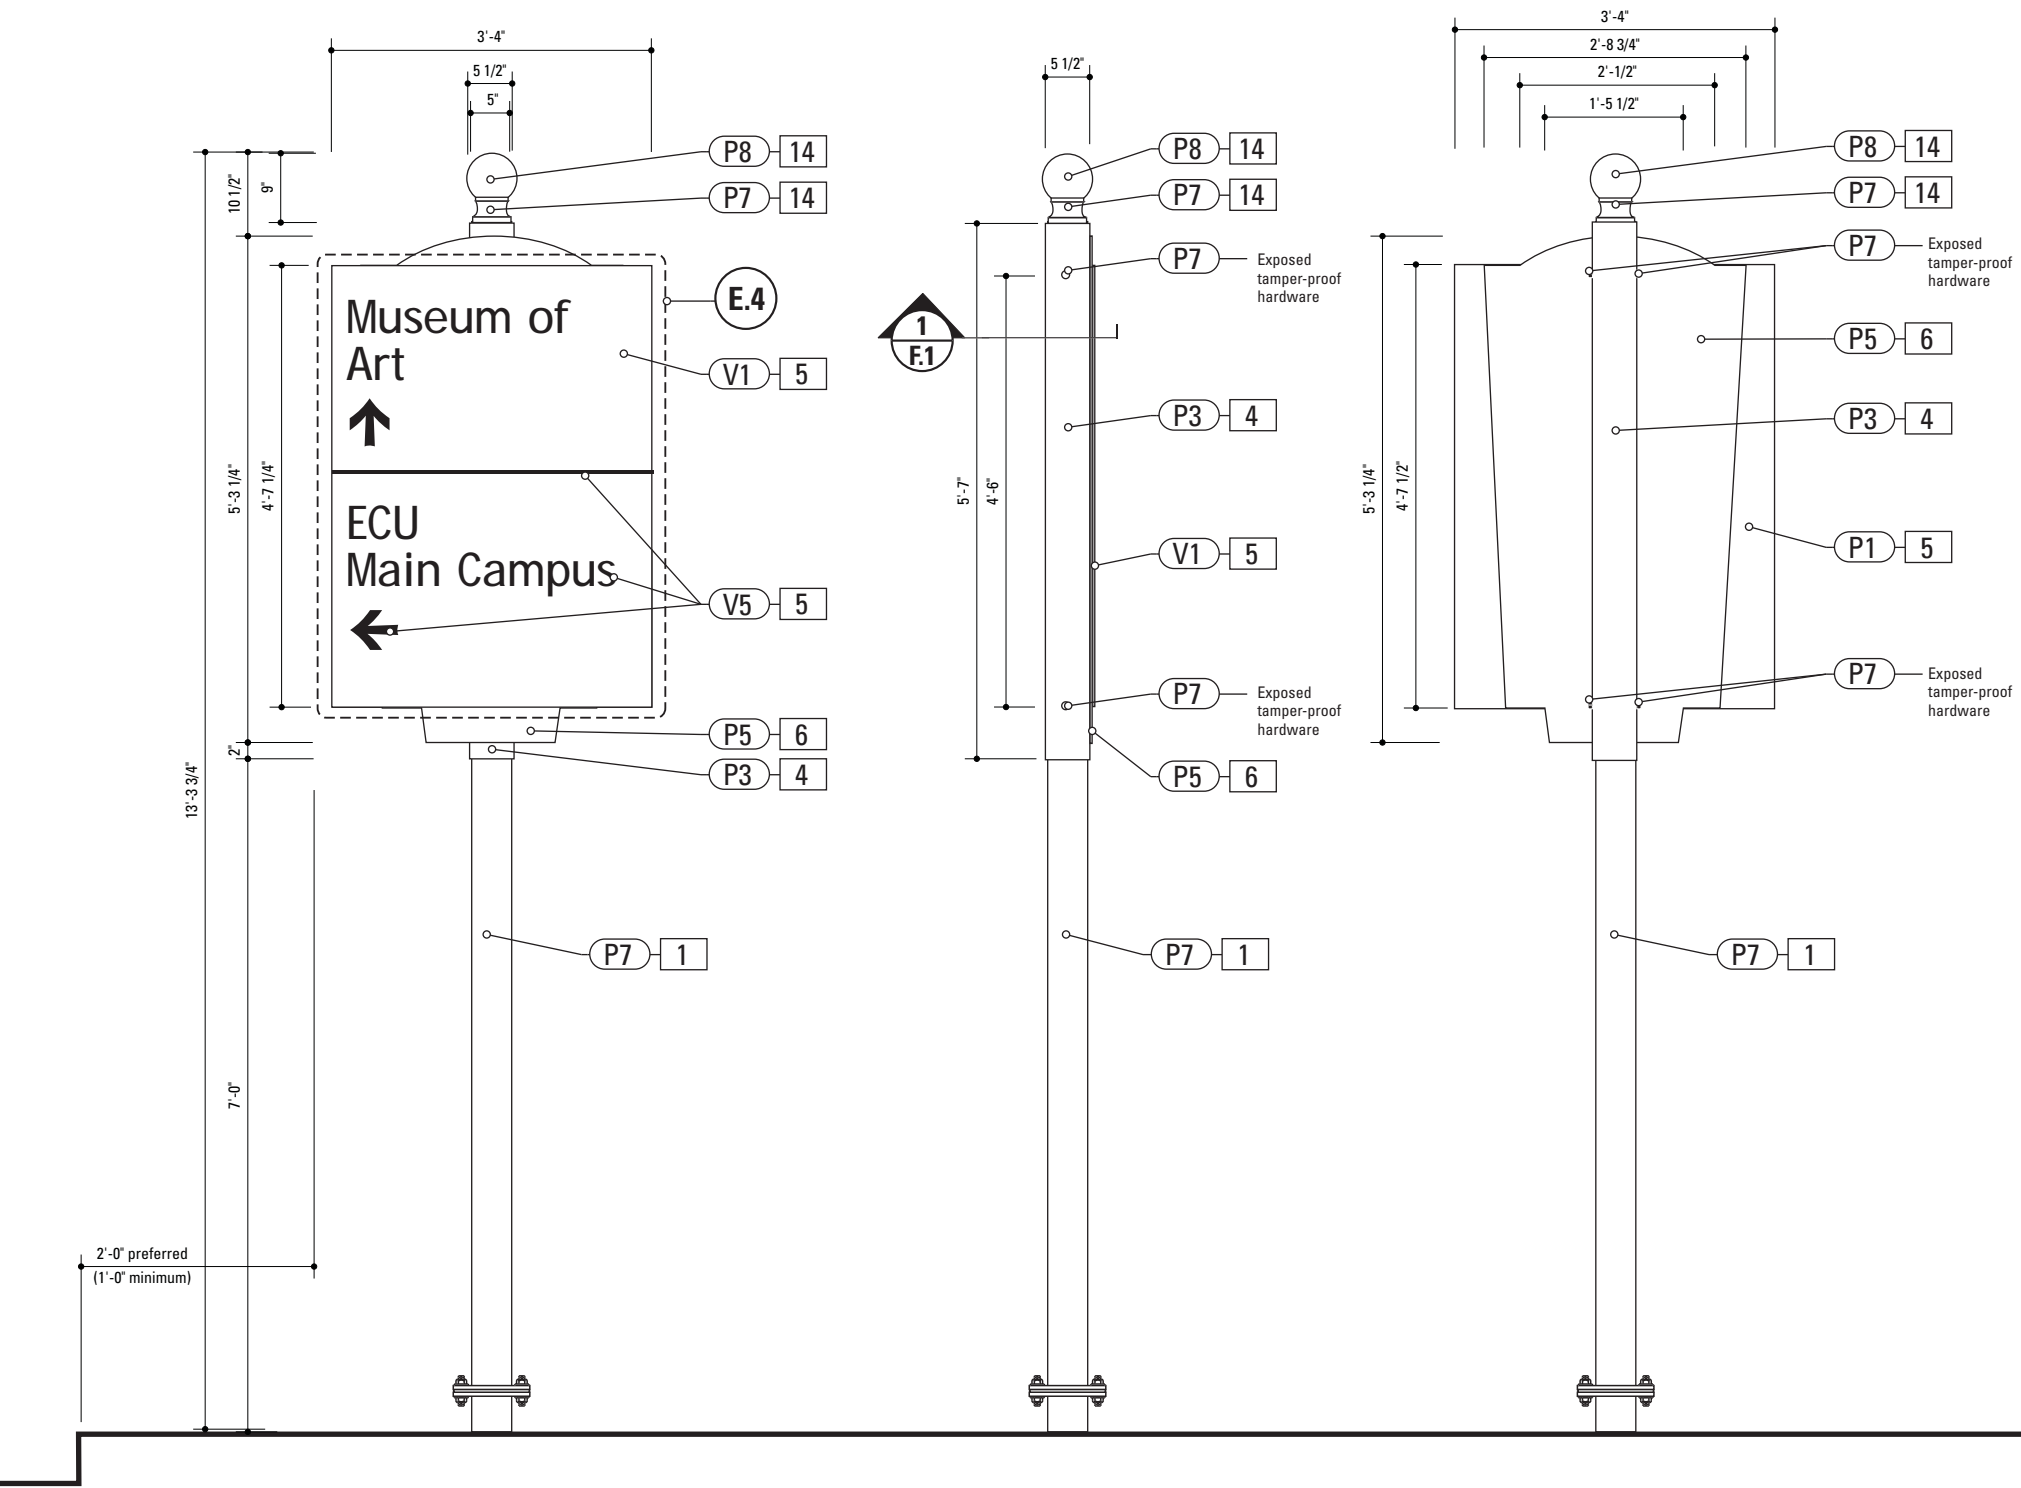 3'-4"
5 1/2"
5"
P8 14
P7 14
10 1/2"
9"
E.4
Museum of
Art
V1 5
5'-3 1/4"
4'-7 1/4"
ECU
Main Campus
V5 5
P5 6
2"
P3 4
13'-3 3/4"
P7 1
7'-0"
2'-0" preferred
(1'-0" minimum)
5 1/2"
P8 14
P7 14
P7 Exposed
tamper-proof
hardware
1
F.1
P3 4
5'-7"
4'-6"
V1 5
P7 Exposed
tamper-proof
hardware
P5 6
P7 1
3'-4"
2'-8 3/4"
2'-1/2"
1'-5 1/2"
P8 14
P7 14
P7 Exposed
tamper-proof
hardware
P5 6
P3 4
5'-3 1/4"
4'-7 1/2"
P1 5
P7 Exposed
tamper-proof
hardware
P7 1